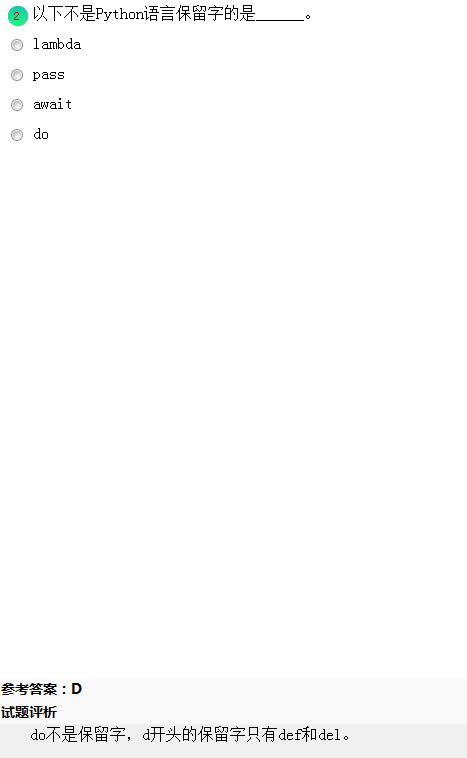 2 以下不是Python语言保留字的是______。
lambda
pass
await
do
参考答案：D
试题评析
do不是保留字，d开头的保留字只有def和del。